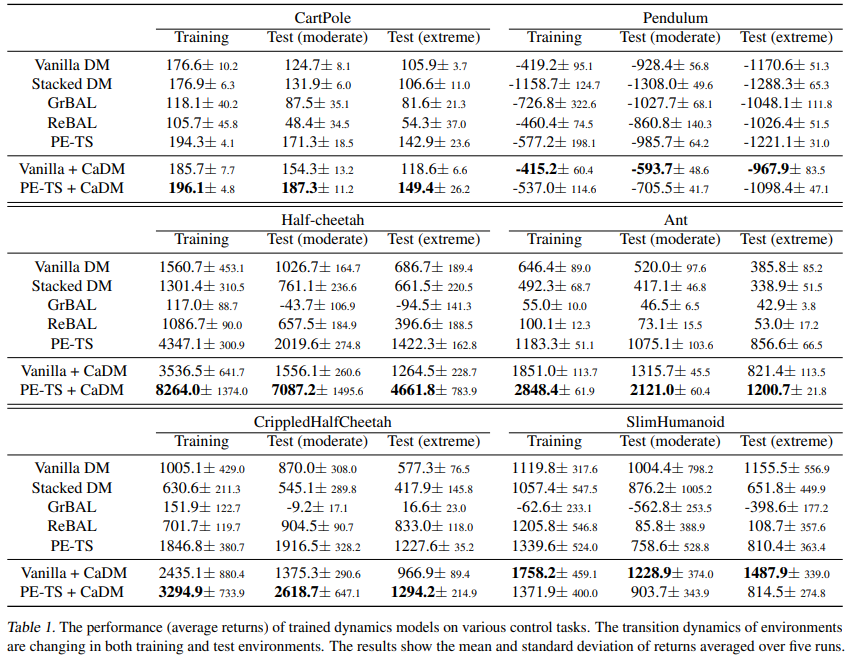 CartPole Pendulum
Training Test (moderate) Test (extreme) Training Test (moderate) Test (extreme)
Vanilla DM 176.6± 10.2 124.7± 8.1 105.9± 3.7 -419.2± 95.1 -928.4± 56.8 -1170.6± 51.3
Stacked DM 176.9± 6.3 131.9± 6.0 106.6± 11.0 -1158.7± 124.7 -1308.0± 49.6 -1288.3± 65.3
GrBAL 118.1± 40.2 87.5± 35.1 81.6± 21.3 -726.8± 322.6 -1027.7± 68.1 -1048.1± 111.8
ReBAL 105.7± 45.8 48.4± 34.5 54.3± 37.0 -460.4± 74.5 -860.8± 140.3 -1026.4± 51.5
PE-TS 194.3± 4.1 171.3± 18.5 142.9± 23.6 -577.2± 198.1 -985.7± 64.2 -1221.1± 31.0
Vanilla + CaDM 185.7± 7.7 154.3± 13.2 118.6± 6.6 -415.2± 60.4 -593.7± 48.6 -967.9± 83.5
PE-TS + CaDM 196.1± 4.8 187.3± 11.2 149.4± 26.2 -537.0± 114.6 -705.5± 41.7 -1098.4± 47.1
Half-cheetah Ant
Training Test (moderate) Test (extreme) Training Test (moderate) Test (extreme)
Vanilla DM 1560.7± 453.1 1026.7± 164.7 686.7± 189.4 646.4± 89.0 520.0± 97.6 385.8± 85.2
Stacked DM 1301.4± 310.5 761.1± 236.6 661.5± 220.5 492.3± 68.7 417.1± 46.8 338.9± 51.5
GrBAL 117.0± 88.7 -43.7± 106.9 -94.5± 141.3 55.0± 10.0 46.5± 6.5 42.9± 3.8
ReBAL 1086.7± 90.0 657.5± 184.9 396.6± 188.5 100.1± 12.3 73.1± 15.5 53.0± 17.2
PE-TS 4347.1± 300.9 2019.6± 274.8 1422.3± 162.8 1183.3± 51.1 1075.1± 103.6 856.6± 66.5
Vanilla + CaDM 3536.5± 641.7 1556.1± 260.6 1264.5± 228.7 1851.0± 113.7 1315.7± 45.5 821.4± 113.5
PE-TS + CaDM 8264.0± 1374.0 7087.2± 1495.6 4661.8± 783.9 2848.4± 61.9 2121.0± 60.4 1200.7± 21.8
CrippledHalfCheetah SlimHumanoid
Training Test (moderate) Test (extreme) Training Test (moderate) Test (extreme)
Vanilla DM 1005.1± 429.0 870.0± 308.0 577.3± 76.5 1119.8± 317.6 1004.4± 798.2 1155.5± 556.9
Stacked DM 630.6± 211.3 545.1± 289.8 417.9± 145.8 1057.4± 547.5 876.2± 1005.2 651.8± 449.9
GrBAL 151.9± 122.7 -9.2± 17.1 16.6± 23.0 -62.6± 233.1 -562.8± 253.5 -398.6± 177.2
ReBAL 701.7± 119.7 904.5± 90.7 833.0± 118.0 1205.8± 546.8 85.8± 388.9 108.7± 357.6
PE-TS 1846.8± 380.7 1916.5± 328.2 1227.6± 35.2 1339.6± 524.0 758.6± 528.8 810.4± 363.4
Vanilla + CaDM 2435.1± 880.4 1375.3± 290.6 966.9± 89.4 1758.2± 459.1 1228.9± 374.0 1487.9± 339.0
PE-TS + CaDM 3294.9± 733.9 2618.7± 647.1 1294.2± 214.9 1371.9± 400.0 903.7± 343.9 814.5± 274.8
Table 1. The performance (average returns) of trained dynamics models on various control tasks. The transition dynamics of environments
are changing in both training and test environments. The results show the mean and standard deviation of returns averaged over five runs.